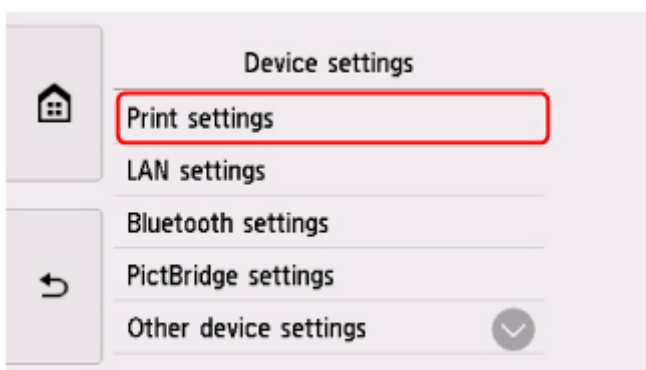 Device settings
Print settings
LAN settings
Bluetooth settings
PictBridge settings
Other device settings